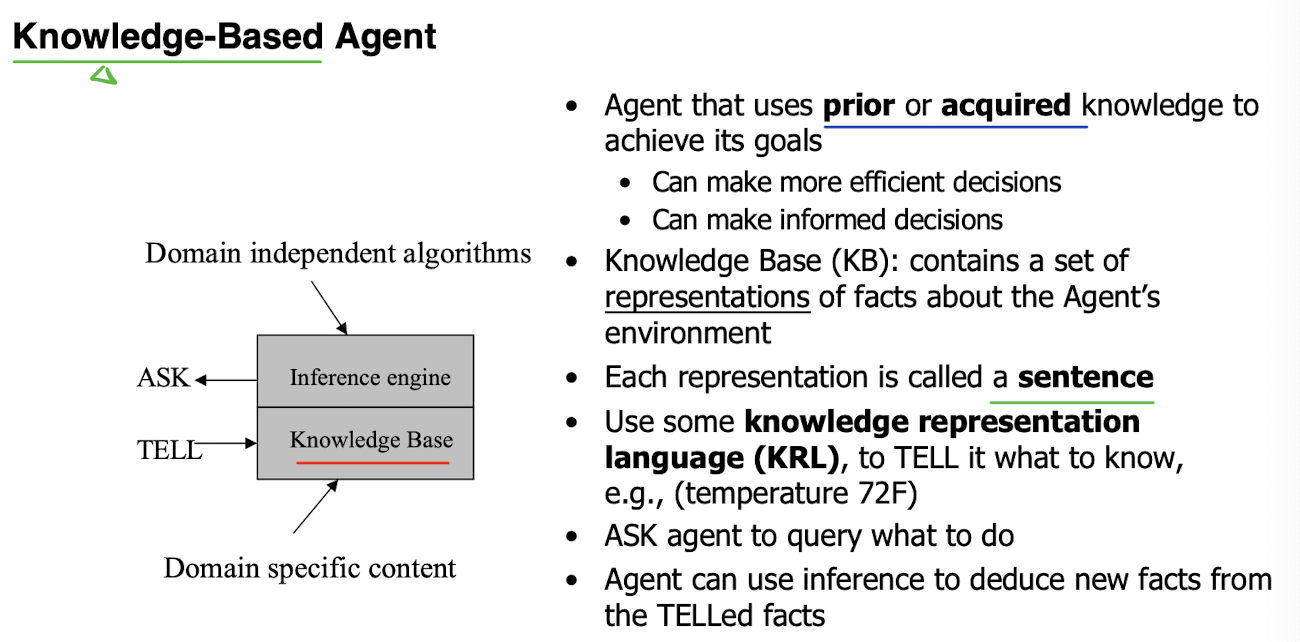 Knowledge-Based Agent
• Agent that uses prior or acquired knowledge to
achieve its goals
• Can make more efficient decisions
• Can make informed decisions
• Knowledge Base (KB): contains a set of
representations of facts about the Agent’s
environment
• Each representation is called a sentence
• Use some knowledge representation
language (KRL), to TELL it what to know,
e.g., (temperature 72F)
• ASK agent to query what to do
• Agent can use inference to deduce new facts from
the TELLed facts
Domain independent algorithms
ASK
Inference engine
TELL
Knowledge Base
Domain specific content